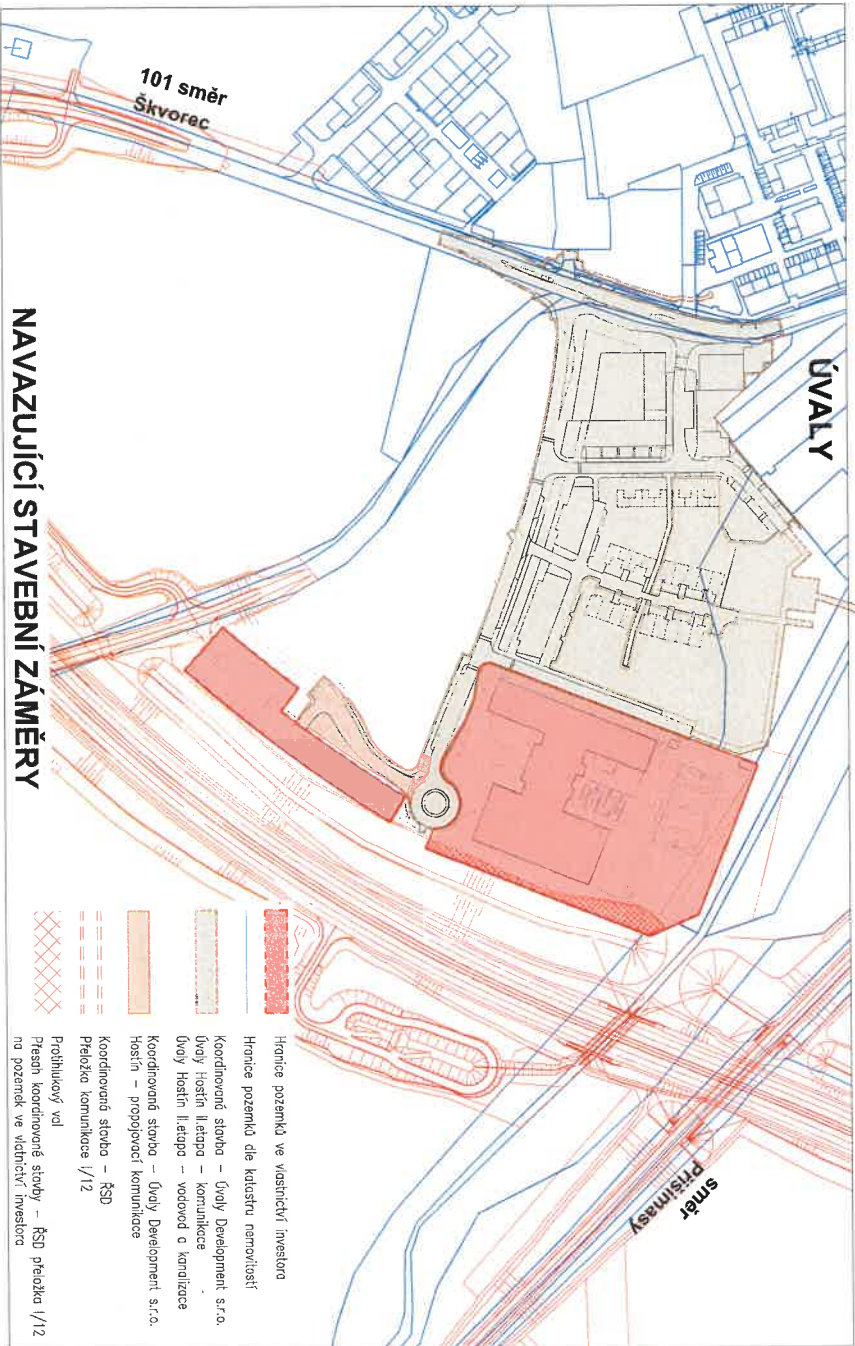 101 směr
Škvorec
ÚVALY
NAVAZUJÍCÍ STAVEBNÍ ZÁMĚRY
směr
Přišimasy
Hranice pozemků ve vlastnictví investora
Hranice pozemků dle katastru nemovitostí
Koordinovaná stavba – Úvaly Development s.r.o.
Úvaly Hostín II.etapa – komunikace
Úvaly Hostín II.etapa – vodovod a kanalizace
Koordinovaná stavba – Úvaly Development s.r.o.
Hostín – propojovací komunikace
Koordinovaná stavba – ŘSD
Přeložka komunikace I/12
Protihlukový val
Přesah koordinované stavby – ŘSD přeložka I/12
na pozemek ve vlatnictví investora